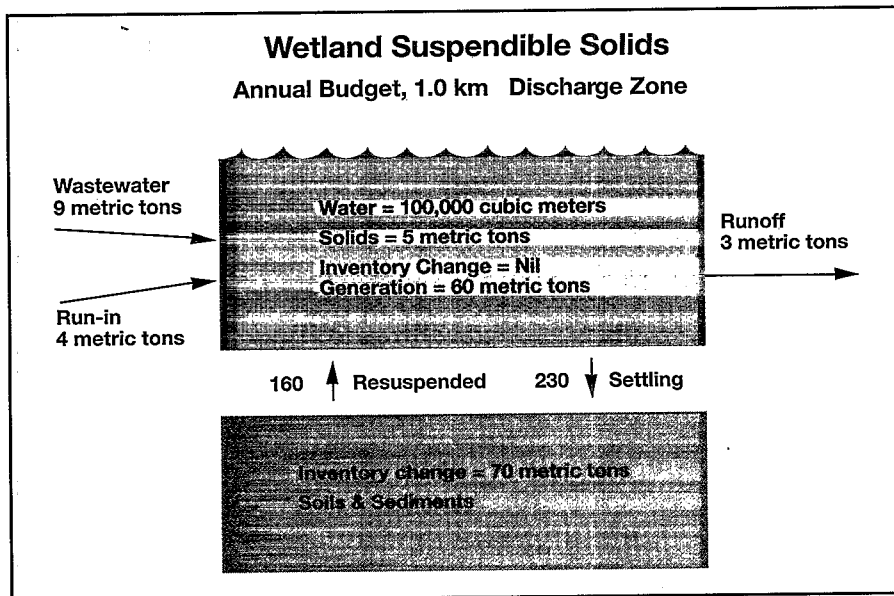 Wetland Suspendible Solids
Annual Budget, 1.0 km Discharge Zone
Wastewater
9 metric tons
Water = 100,000 cubic meters
Solids = 5 metric tons
Inventory Change = Nil
Generation = 60 metric tons
Runoff
3 metric tons
Run-in
4 metric tons
160 Resuspended 230 Settling
Inventory change = 70 metric tons
Soils & Sediments